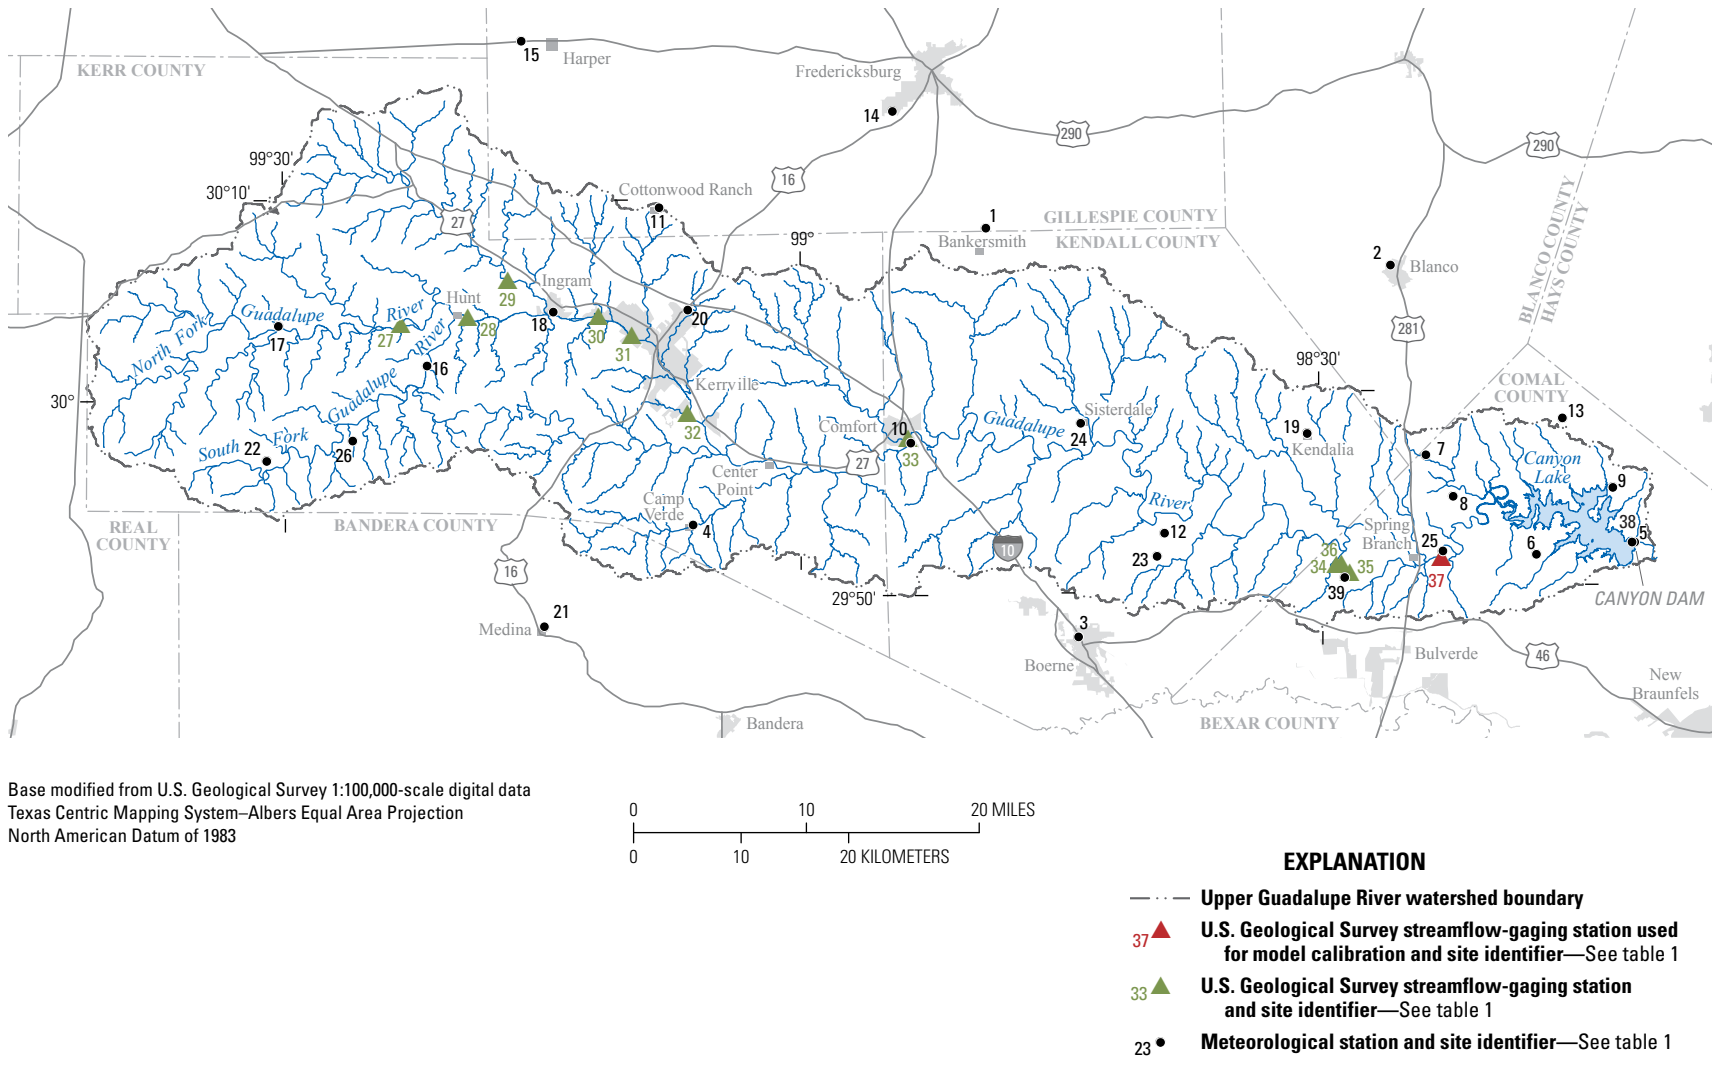 KERR COUNTY
15
Harper
Fredericksburg
14
290
290
99°30'
30°10'
16
Cottonwood Ranch
11
27
1
GILLESPIE COUNTY
Bankersmith
KENDALL COUNTY
BLANCO COUNTY
HAYS COUNTY
99°
2
Blanco
29
Ingram
Hunt
Guadalupe
River
North Fork
17
27
28
18
30
31
20
281
River
16
98°30'
COMAL
COUNTY
Kerrville
30°
Guadalupe
32
Comfort
10
33
Guadalupe
Sisterdale
24
19
Kendalia
13
7
South
Fork
22
26
Center
Point
27
Canyon
Lake
9
8
REAL
COUNTY
BANDERA COUNTY
Camp
Verde
4
River
12
23
10
Spring
Branch
25
38
5
6
36
34
35
39
37
16
29°50'
CANYON DAM
Medina
21
3
Boerne
Bulverde
46
New
Braunfels
Bandera
BEXAR COUNTY
Base modified from U.S. Geological Survey 1:100,000-scale digital data
Texas Centric Mapping System–Albers Equal Area Projection
North American Datum of 1983
0 10 20 MILES
0 10 20 KILOMETERS
EXPLANATION
Upper Guadalupe River watershed boundary
37 U.S. Geological Survey streamflow-gaging station used
for model calibration and site identifier—See table 1
33 U.S. Geological Survey streamflow-gaging station
and site identifier—See table 1
23 Meteorological station and site identifier—See table 1